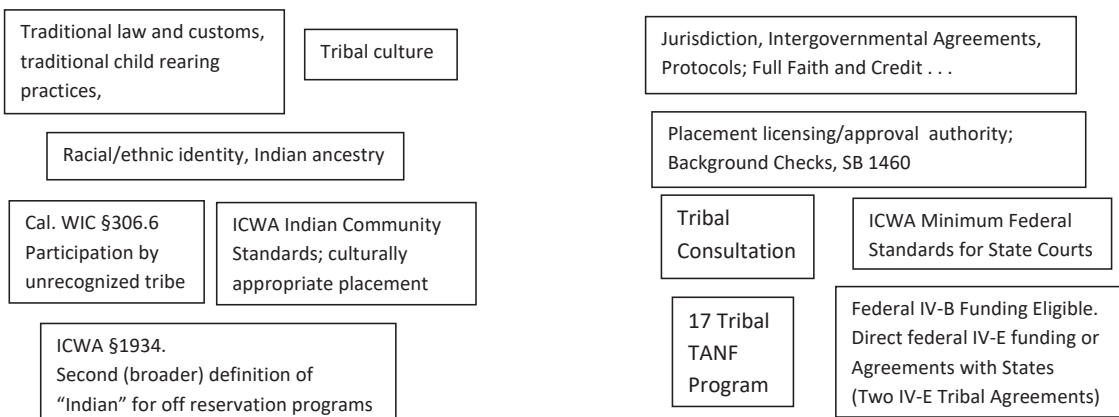 Traditional law and customs,
traditional child rearing
practices,
Tribal culture
Racial/ethnic identity, Indian ancestry
Cal. WIC §306.6
Participation by
unrecognized tribe
ICWA Indian Community
Standards; culturally
appropriate placement
ICWA §1934.
Second (broader) definition of
“Indian” for off reservation programs
Jurisdiction, Intergovernmental Agreements,
Protocols; Full Faith and Credit . . .
Placement licensing/approval authority;
Background Checks, SB 1460
Tribal
Consultation
ICWA Minimum Federal
Standards for State Courts
17 Tribal
TANF
Program
Federal IV-B Funding Eligible.
Direct federal IV-E funding or
Agreements with States
(Two IV-E Tribal Agreements)